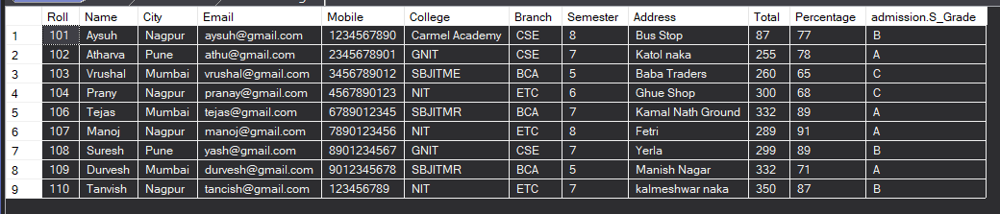 Roll Name City Email Mobile College Branch Semester Address Total Percentage admission.S_Grade
1 101 Aysuh Nagpur aysuh@gmail.com 1234567890 Carmel Academy CSE 8 Bus Stop 87 77 B
2 102 Atharva Pune athu@gmail.com 2345678901 GNIT CSE 7 Katol naka 255 78 A
3 103 Vrushal Mumbai vrushal@gmail.com 3456789012 SBJITME BCA 5 Baba Traders 260 65 C
4 104 Prany Nagpur pranay@gmail.com 4567890123 NIT ETC 6 Ghue Shop 300 68 C
5 106 Tejas Mumbai tejas@gmail.com 6789012345 SBJITMR BCA 7 Kamal Nath Ground 332 89 A
6 107 Manoj Nagpur manoj@gmail.com 7890123456 NIT ETC 8 Fetri 289 91 A
7 108 Suresh Pune yash@gmail.com 8901234567 GNIT CSE 7 Yerla 299 89 B
8 109 Durvesh Mumbai durvesh@gmail.com 9012345678 SBJITMR BCA 5 Manish Nagar 332 71 A
9 110 Tanvish Nagpur tancish@gmail.com 123456789 NIT ETC 7 kalmeshwar naka 350 87 B